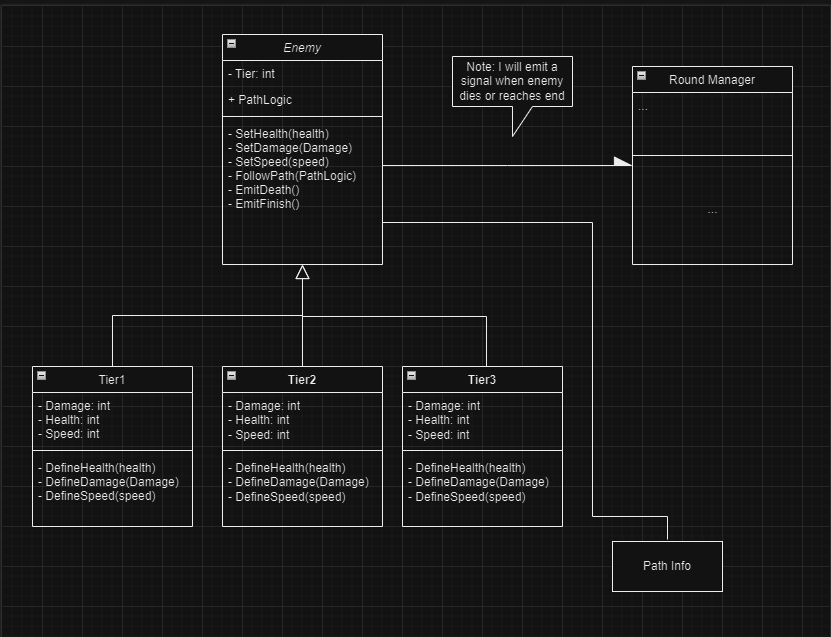 Enemy
- Tier: int
+ PathLogic
- SetHealth(health)
- SetDamage(Damage)
- SetSpeed(speed)
- FollowPath(PathLogic)
- EmitDeath()
- EmitFinish()
Note: I will emit a
signal when enemy
dies or reaches end
Round Manager
...
...
Tier1
- Damage: int
- Health: int
- Speed: int
- DefineHealth(health)
- DefineDamage(Damage)
- DefineSpeed(speed)
Tier2
- Damage: int
- Health: int
- Speed: int
- DefineHealth(health)
- DefineDamage(Damage)
- DefineSpeed(speed)
Tier3
- Damage: int
- Health: int
- Speed: int
- DefineHealth(health)
- DefineDamage(Damage)
- DefineSpeed(speed)
Path Info